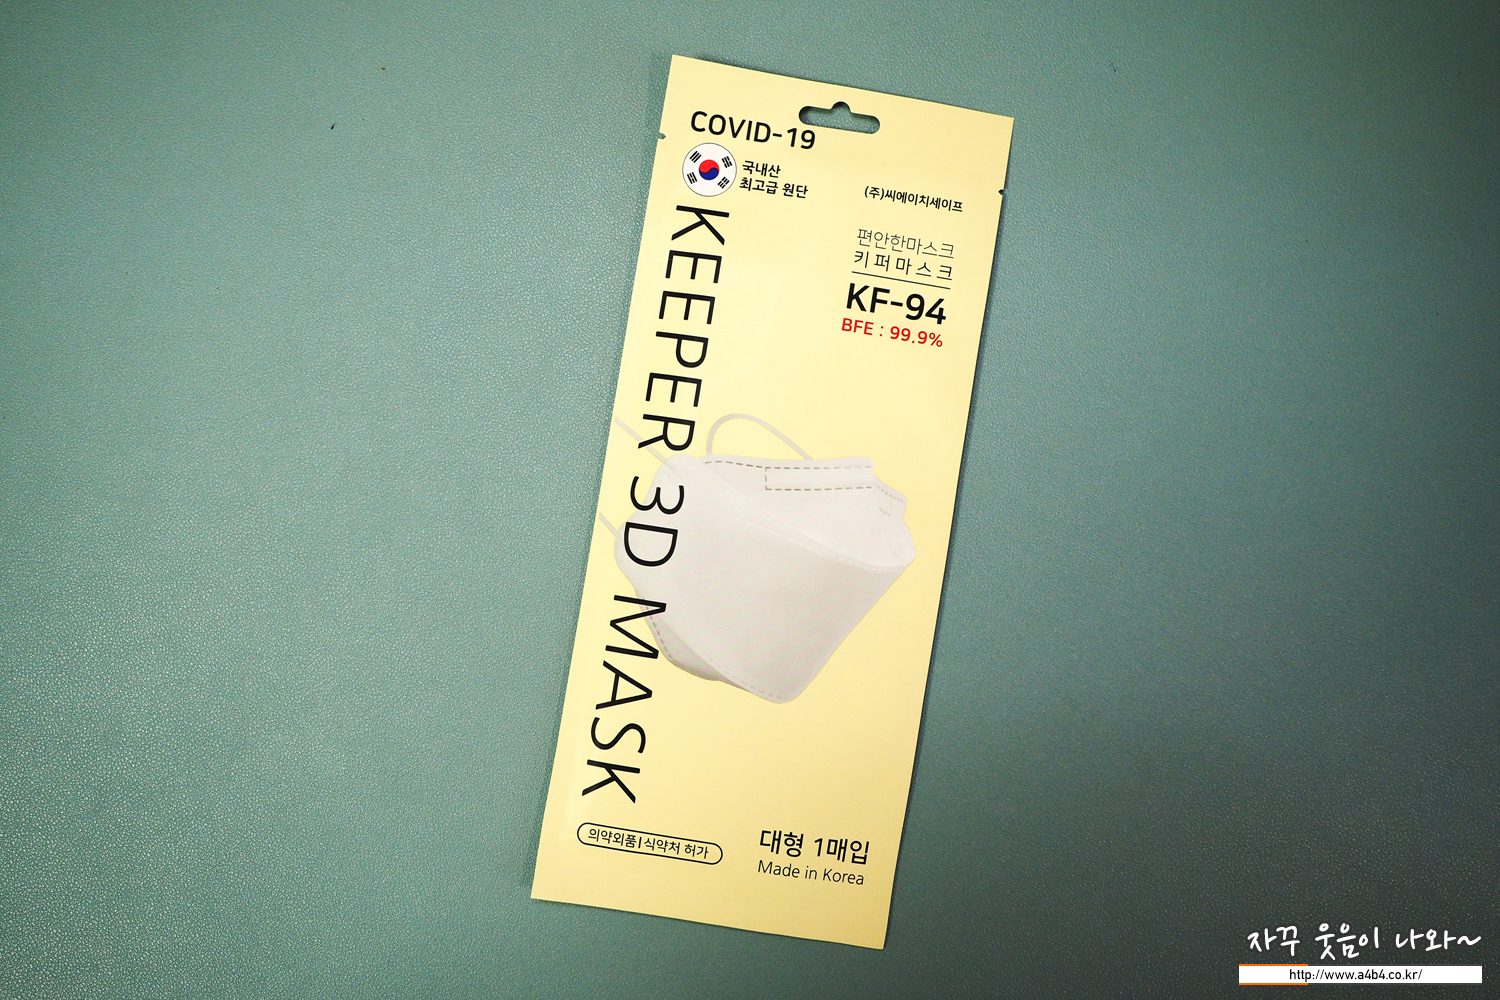 COVID-19
국내산
최고급 원단
(주)씨에이치세이프
편안한마스크
키퍼마스크
KF-94
BFE : 99.9%
KEEPER 3D MASK
의약외품|식약처 허가
대형 1매입
Made in Korea
자꾸 웃음이 나와~
http://www.a4b4.co.kr/